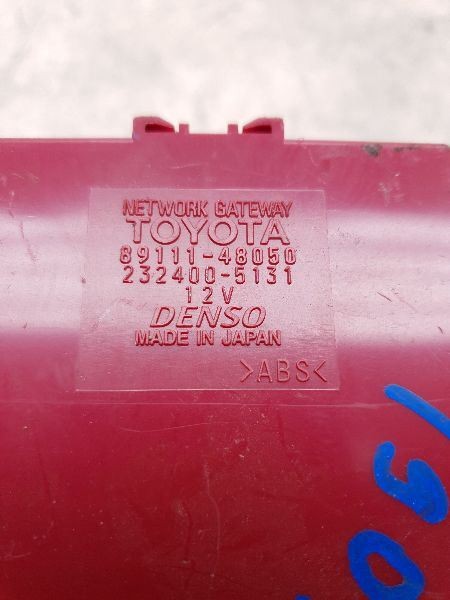 NETWORK GATEWAY
TOYOTA
89111-48050
232400-5131
12V
DENSO
MADE IN JAPAN
>ABS<